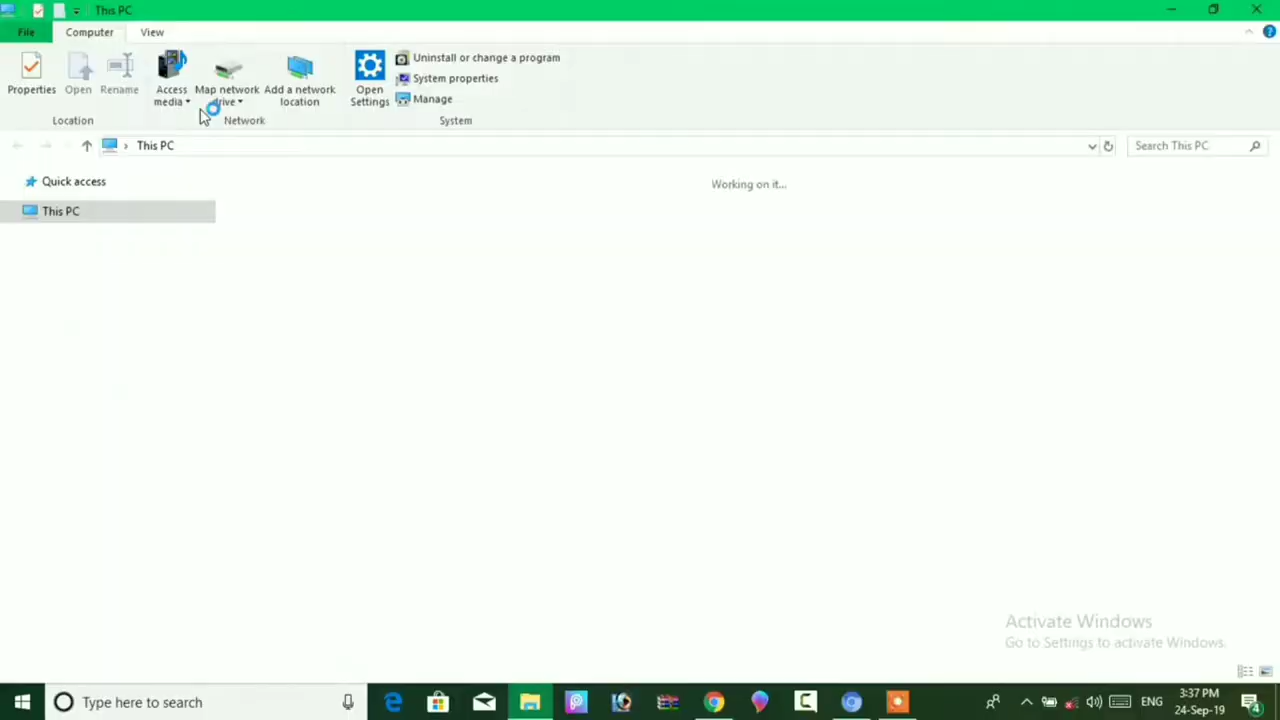 This PC
File Computer View
Properties Open Rename Access media Map network drive Add a network location Open Settings Uninstall or change a program
System properties
Manage
Location Network System
This PC Search This PC
Quick access Working on it...
This PC
Activate Windows
Go to Settings to activate Windows.
Type here to search ENG 3:37 PM
24-Sep-19 4